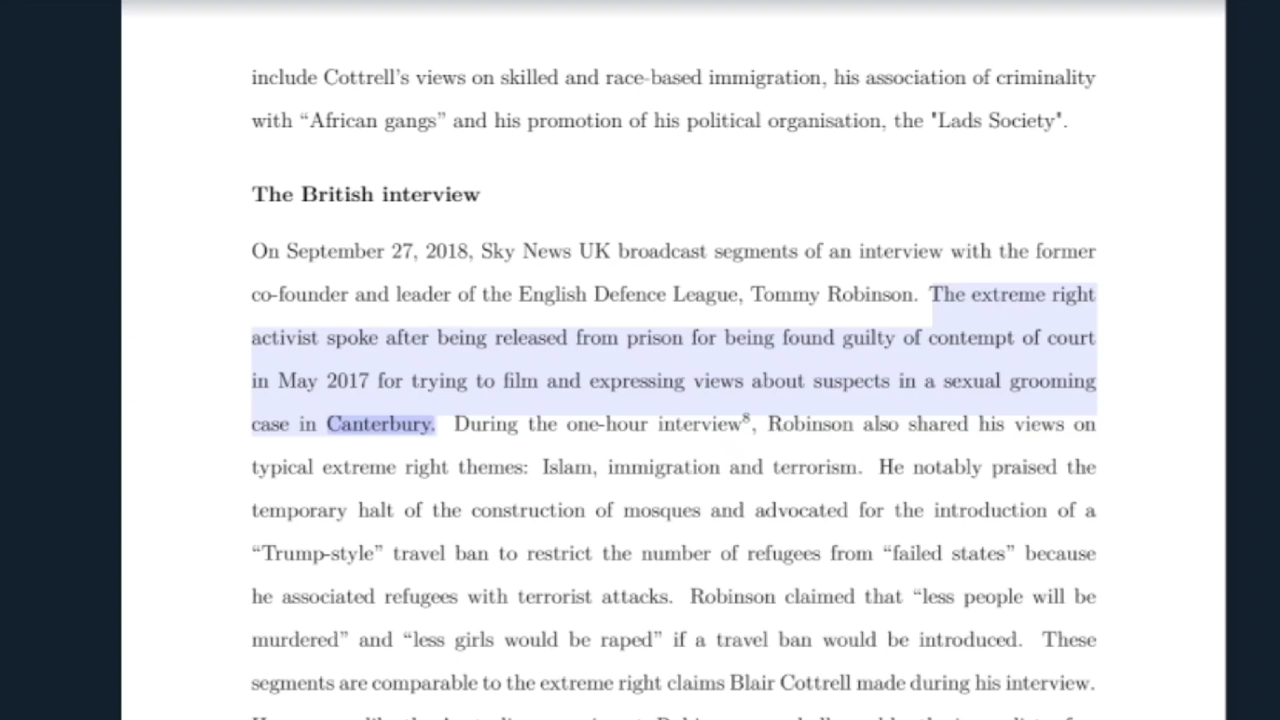 include Cottrell's views on skilled and race-based immigration, his association of criminality
with “African gangs” and his promotion of his political organisation, the "Lads Society".
The British interview
On September 27, 2018, Sky News UK broadcast segments of an interview with the former
co-founder and leader of the English Defence League, Tommy Robinson. The extreme right
activist spoke after being released from prison for being found guilty of contempt of court
in May 2017 for trying to film and expressing views about suspects in a sexual grooming
case in Canterbury. During the one-hour interview⁸, Robinson also shared his views on
typical extreme right themes: Islam, immigration and terrorism. He notably praised the
temporary halt of the construction of mosques and advocated for the introduction of a
“Trump-style” travel ban to restrict the number of refugees from “failed states” because
he associated refugees with terrorist attacks. Robinson claimed that “less people will be
murdered” and “less girls would be raped” if a travel ban would be introduced. These
segments are comparable to the extreme right claims Blair Cottrell made during his interview.